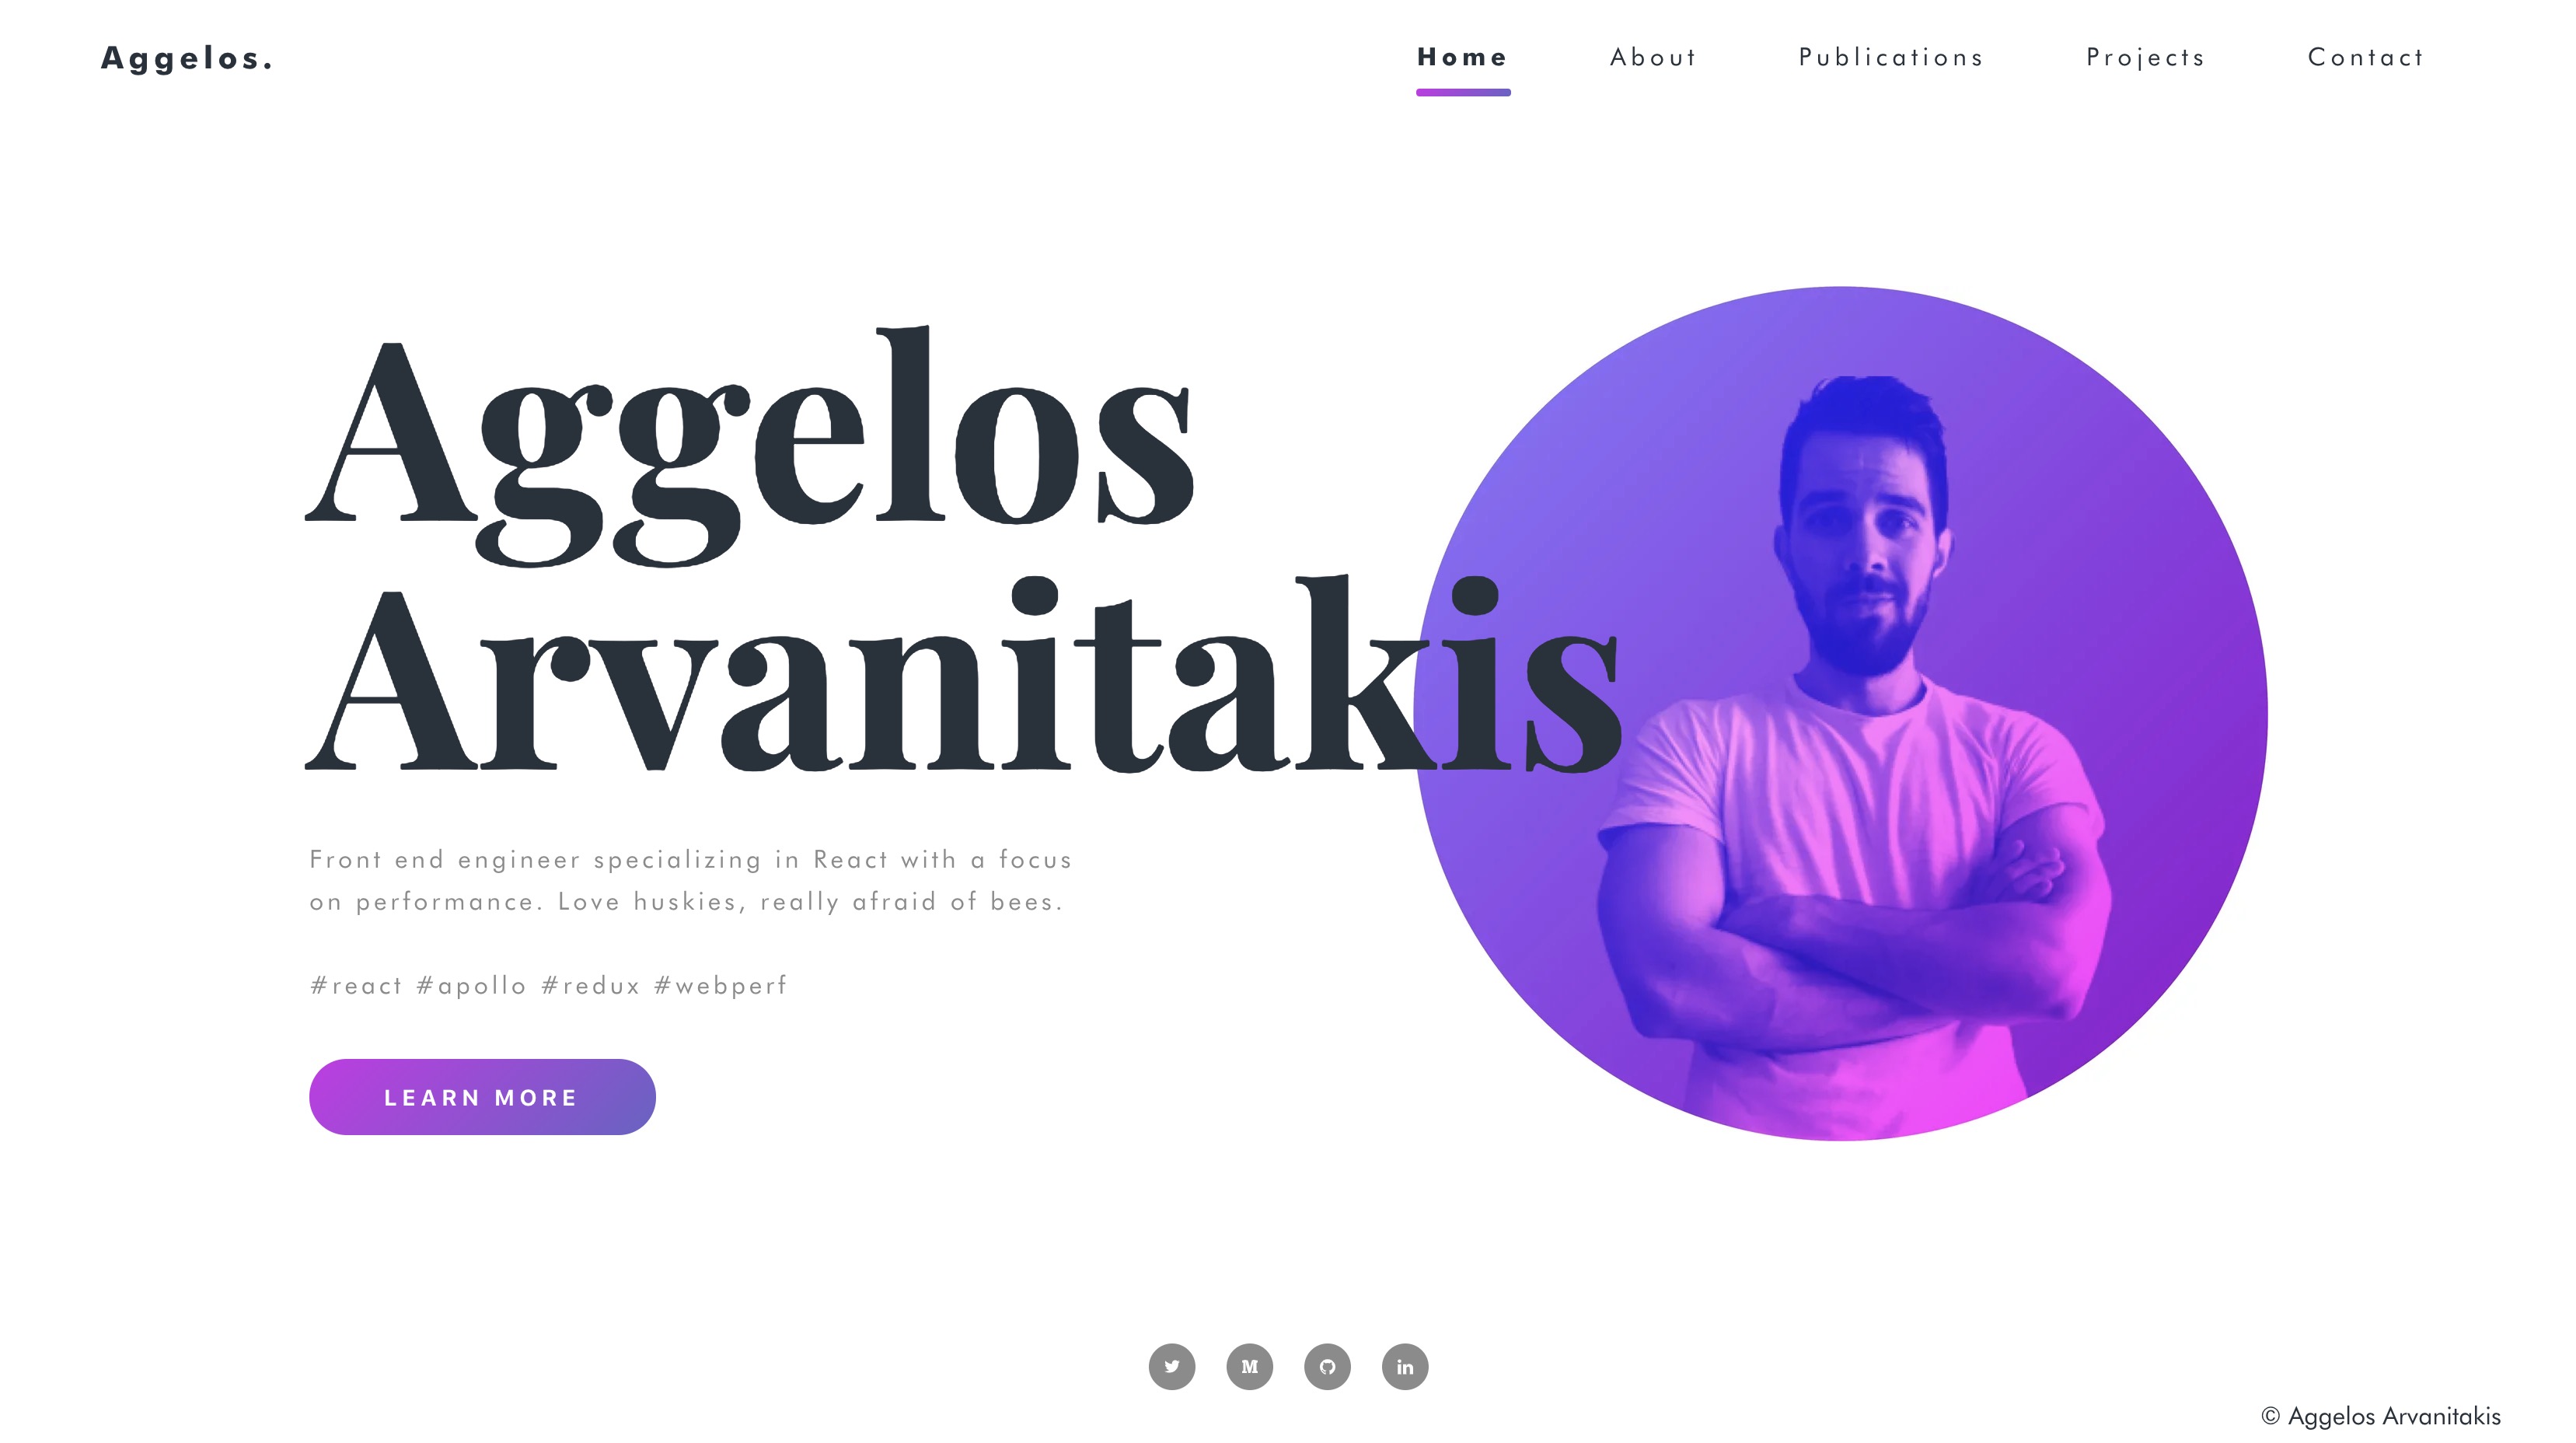 Aggelos.
Home
About
Publications
Projects
Contact
Aggelos
Arvanitakis
Front end engineer specializing in React with a focus
on performance. Love huskies, really afraid of bees.
#react #apollo #redux #webperf
LEARN MORE
M
in
© Aggelos Arvanitakis